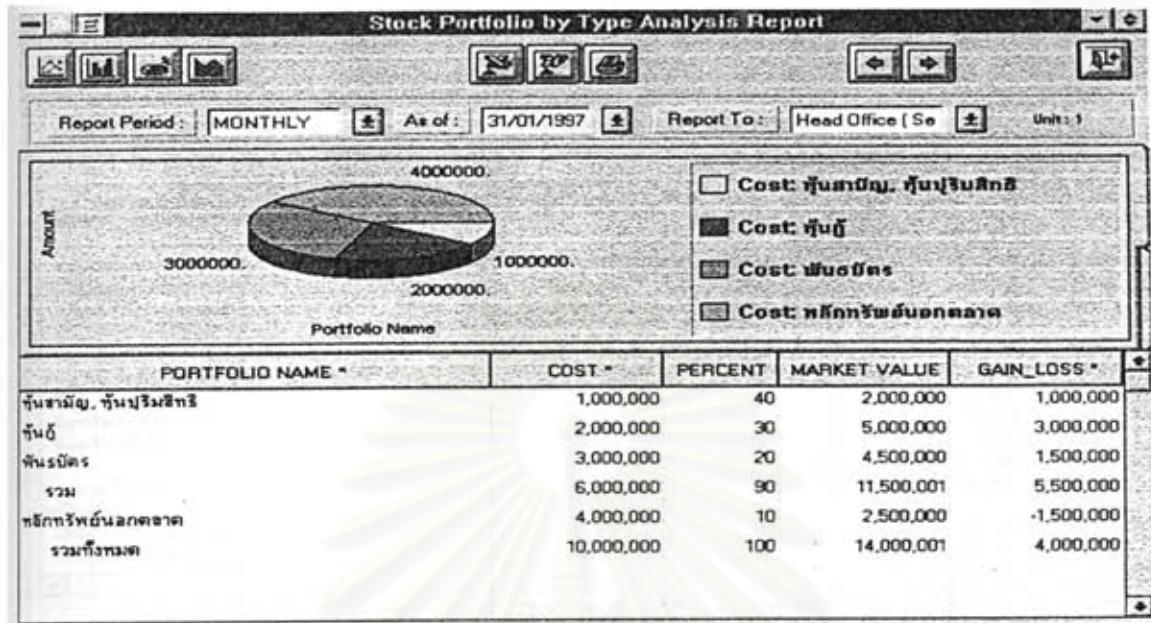 Stock Portfolio by Type Analysis Report
Report Period : MONTHLY As of : 31/01/1997 Report To : Head Office ( Se Unit : 1
Amount
4000000.
3000000.
1000000.
2000000.
Portfolio Name
Cost: หุ้นสามัญ, หุ้นปุริมสิทธิ
Cost: หุ้นกู้
Cost: พันธบัตร
Cost: หลักทรัพย์นอกตลาด
PORTFOLIO NAME * COST * PERCENT MARKET VALUE GAIN_LOSS *
หุ้นสามัญ, หุ้นปุริมสิทธิ 1,000,000 40 2,000,000 1,000,000
หุ้นกู้ 2,000,000 30 5,000,000 3,000,000
พันธบัตร 3,000,000 20 4,500,000 1,500,000
รวม 6,000,000 90 11,500,001 5,500,000
หลักทรัพย์นอกตลาด 4,000,000 10 2,500,000 -1,500,000
รวมทั้งหมด 10,000,000 100 14,000,001 4,000,000